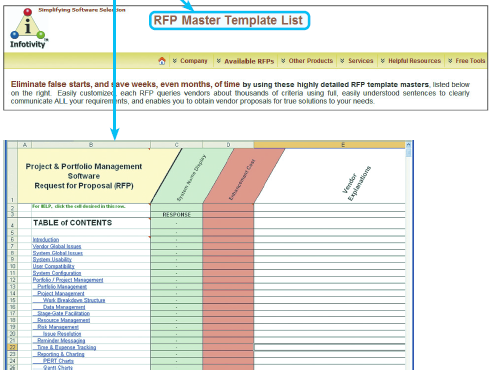 Simplifying Software Selection
RFP Master Template List
Infotivity
Company
Available RFPs
Other Products
Services
Helpful Resources
Free Tools
Eliminate false starts, and save weeks, even months, of time by using these highly detailed RFP template masters, listed below
on the right. Easily customized, each RFP queries vendors about thousands of criteria using full, easily understood sentences to clearly
communicate ALL your requirements, and enables you to obtain vendor proposals for true solutions to your needs.
A B C D E
Project & Portfolio Management
Software
Request for Proposal (RFP)
Enhancement Cost
Vendor
Explanations
1
2 For HELP, click the cell desired in this row.
3 RESPONSE
4 TABLE of CONTENTS
5
6 Introduction
7 Vendor Global Issues
8 System Global Issues
9 System Usability
10 User Compatibility
11 System Configuration
12 Portfolio / Project Management
13 Portfolio Management
14 Project Management
15 Work Breakdown Structure
16 Data Management
17 Stage-Gate Facilitation
18 Resource Management
19 Risk Management
20 Issue Resolution
21 Reminder Messaging
22 Time & Expense Tracking
23 Reporting & Charting
24 PERT Charts
26 Gantt Charts